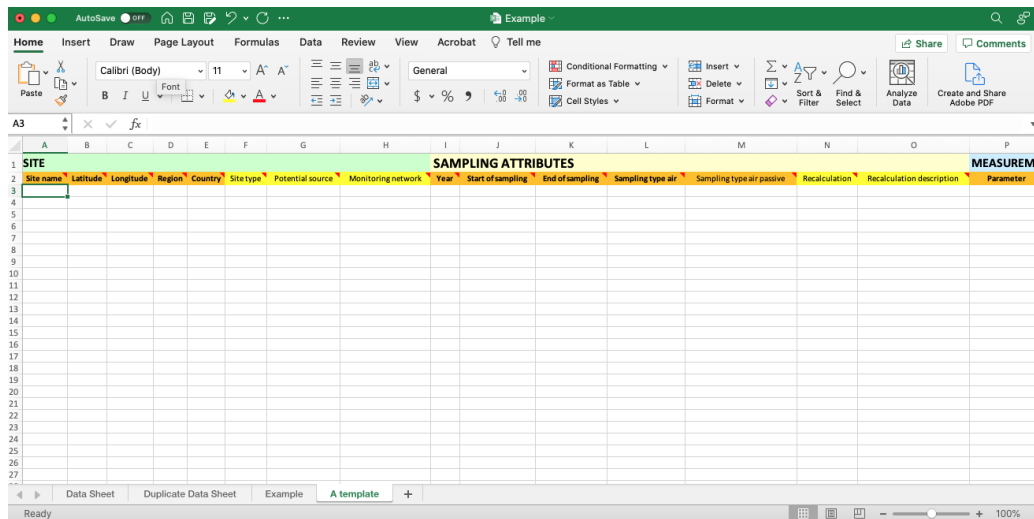 AutoSave OFF Example
Home Insert Draw Page Layout Formulas Data Review View Acrobat Tell me Share Comments
Paste Calibri (Body) 11 A^ A˅ ab General Conditional Formatting Insert Σ
Format as Table Delete
B I U Font A $ % 9 Cell Styles Format Sort & Filter Find & Select Analyze Data Create and Share Adobe PDF
A3 fx
A B C D E F G H I J K L M N O P
1 SITE SAMPLING ATTRIBUTES MEASUREM
2 Site name Latitude Longitude Region Country Site type Potential source Monitoring network Year Start of sampling End of sampling Sampling type air Sampling type air passive Recalculation Recalculation description Parameter
3
4
5
6
7
8
9
10
11
12
13
14
15
16
17
18
19
20
21
22
23
24
25
26
27
Data Sheet Duplicate Data Sheet Example A template +
Ready - + 100%